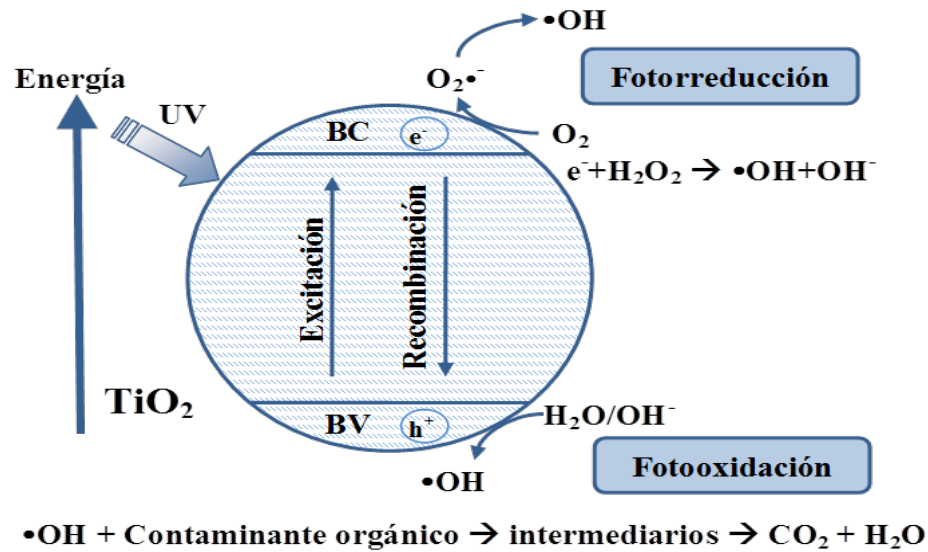 •OH
Energía
O₂•⁻
Fotorreducción
UV
BC
e⁻
O₂
e⁻+H₂O₂ → •OH+OH⁻
Excitación
Recombinación
TiO₂
BV
h⁺
H₂O/OH⁻
•OH
Fotooxidación
•OH + Contaminante orgánico → intermediarios → CO₂ + H₂O